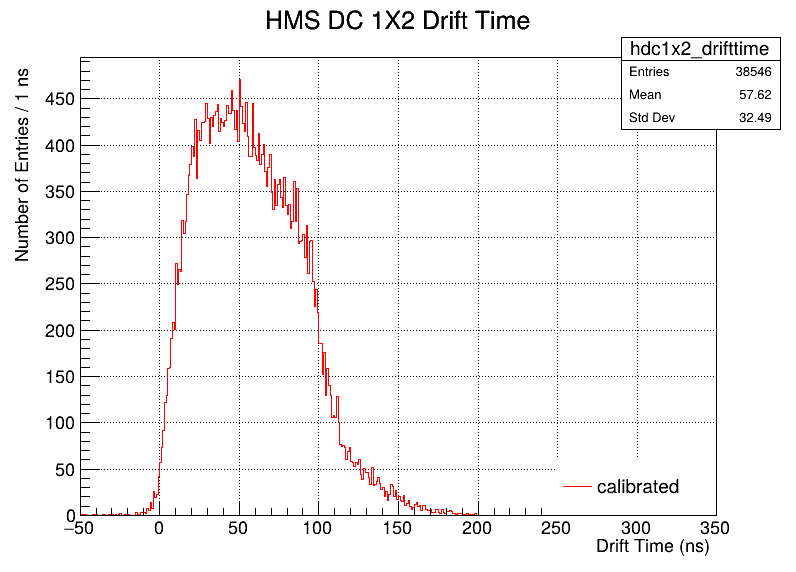 HMS DC 1X2 Drift Time
hdc1x2_drifttime
Entries 38546
Mean 57.62
Std Dev 32.49
Number of Entries / 1 ns
450
400
350
300
250
200
150
100
50
0
calibrated
−50 0 50 100 150 200 250 300 350
Drift Time (ns)